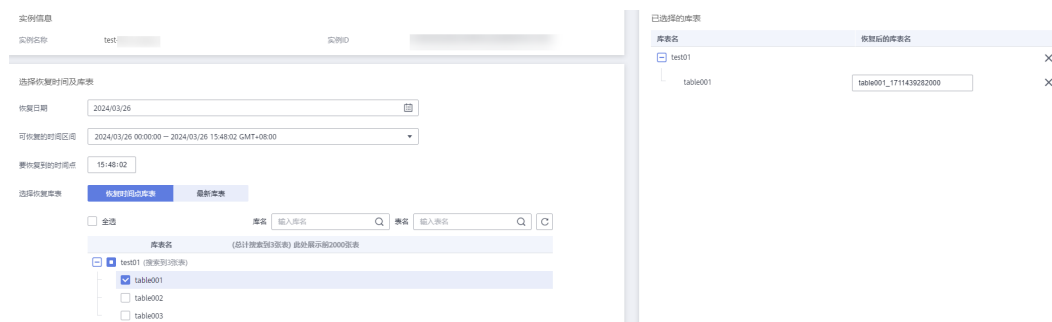 实例信息
实例名称 test- 实例ID
选择恢复时间及库表
恢复日期 2024/03/26
可恢复的时间区间 2024/03/26 00:00:00 – 2024/03/26 15:48:02 GMT+08:00
要恢复到的时间点 15:48:02
选择恢复库表 恢复时间点库表 最新库表
全选 库名 输入库名 表名 输入表名
库表名 (总计搜索到3张表) 此处展示前2000张表
test01 (搜索到3张表)
table001
table002
table003
已选择的库表
库表名 恢复后的库表名
test01
table001 table001_1711439282000